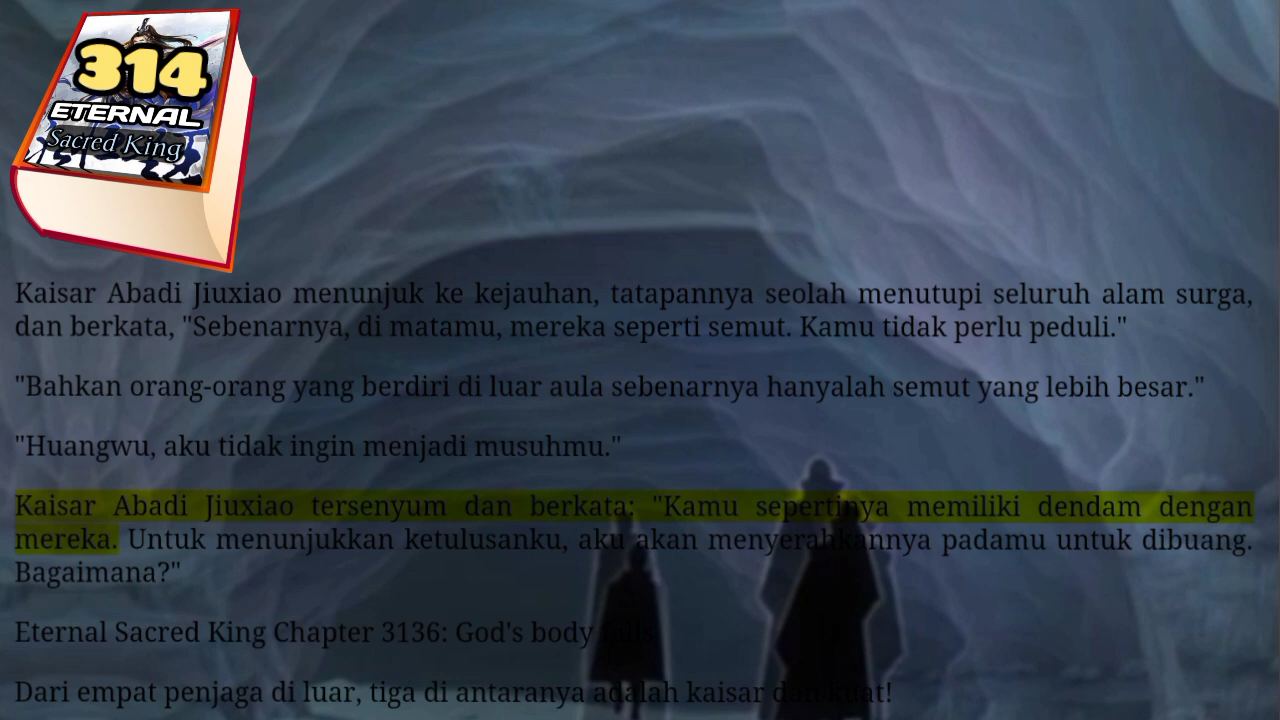 314
ETERNAL
Sacred King
Kaisar Abadi Jiuxiao menunjuk ke kejauhan, tatapannya seolah menutupi seluruh alam surga,
dan berkata, "Sebenarnya, di matamu, mereka seperti semut. Kamu tidak perlu peduli."
"Bahkan orang-orang yang berdiri di luar aula sebenarnya hanyalah semut yang lebih besar."
"Huangwu, aku tidak ingin menjadi musuhmu."
Kaisar Abadi Jiuxiao tersenyum dan berkata: "Kamu sepertinya memiliki dendam dengan
mereka. Untuk menunjukkan ketulusanku, aku akan menyerahkannya padamu untuk dibuang.
Bagaimana?"
Eternal Sacred King Chapter 3136: God's body falls
Dari empat penjaga di luar, tiga di antaranya adalah kaisar dan kuat!